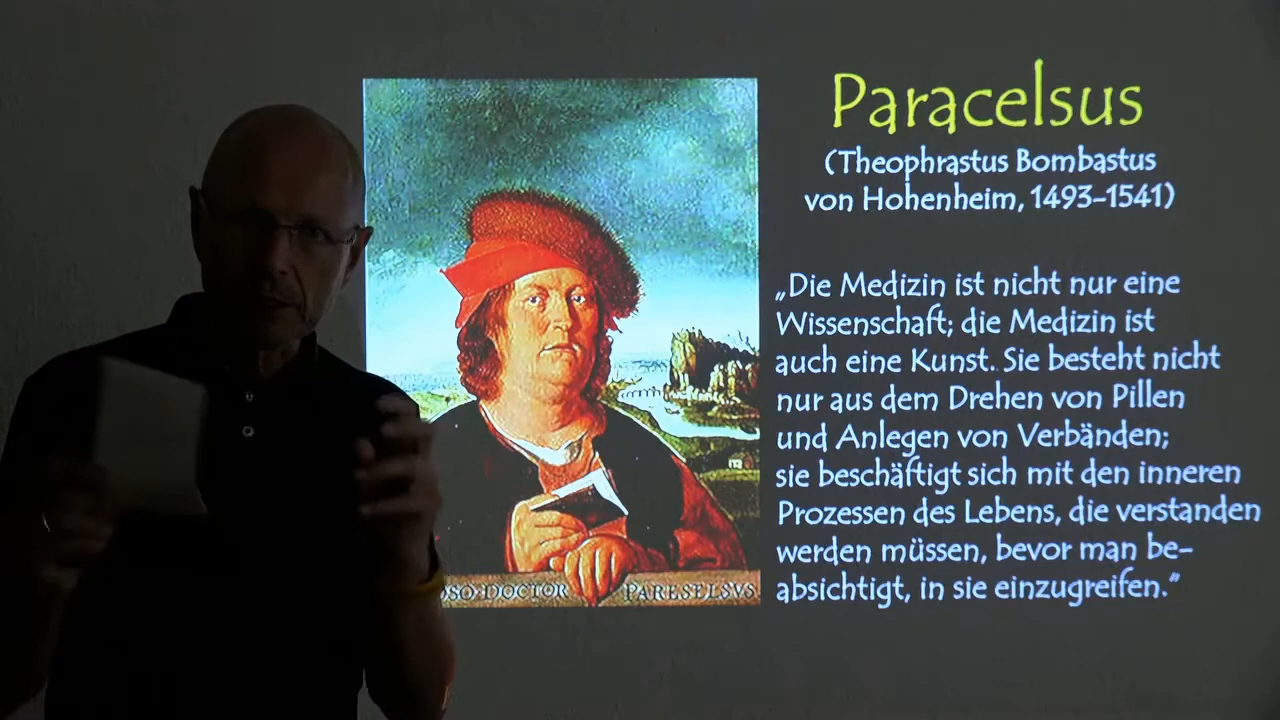 Paracelsus
(Theophrastus Bombastus
von Hohenheim, 1493-1541)
„Die Medizin ist nicht nur eine
Wissenschaft; die Medizin ist
auch eine Kunst. Sie besteht nicht
nur aus dem Drehen von Pillen
und Anlegen von Verbänden;
sie beschäftigt sich mit den inneren
Prozessen des Lebens, die verstanden
werden müssen, bevor man be-
absichtigt, in sie einzugreifen.“
OSO·DOCTOR PARESELSVS